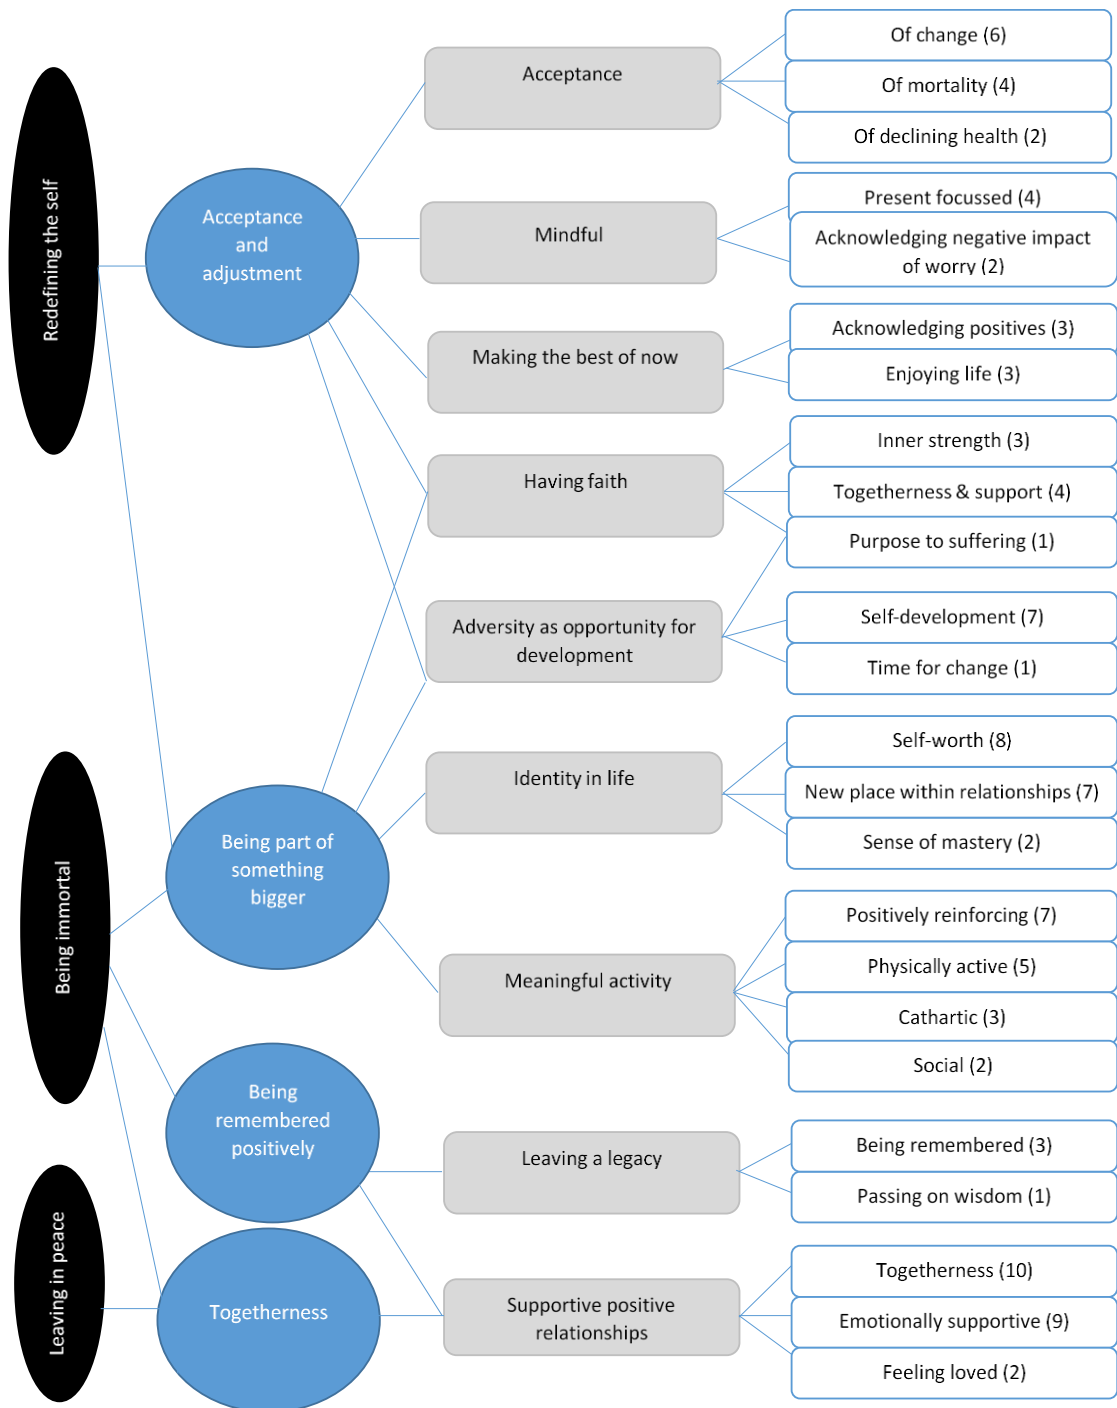 Redefining the self
Being immortal
Leaving in peace
Acceptance
and
adjustment
Being part of
something
bigger
Being
remembered
positively
Togetherness
Acceptance
Mindful
Making the best of now
Having faith
Adversity as opportunity for
development
Identity in life
Meaningful activity
Leaving a legacy
Supportive positive
relationships
Of change (6)
Of mortality (4)
Of declining health (2)
Present focussed (4)
Acknowledging negative impact
of worry (2)
Acknowledging positives (3)
Enjoying life (3)
Inner strength (3)
Togetherness & support (4)
Purpose to suffering (1)
Self-development (7)
Time for change (1)
Self-worth (8)
New place within relationships (7)
Sense of mastery (2)
Positively reinforcing (7)
Physically active (5)
Cathartic (3)
Social (2)
Being remembered (3)
Passing on wisdom (1)
Togetherness (10)
Emotionally supportive (9)
Feeling loved (2)